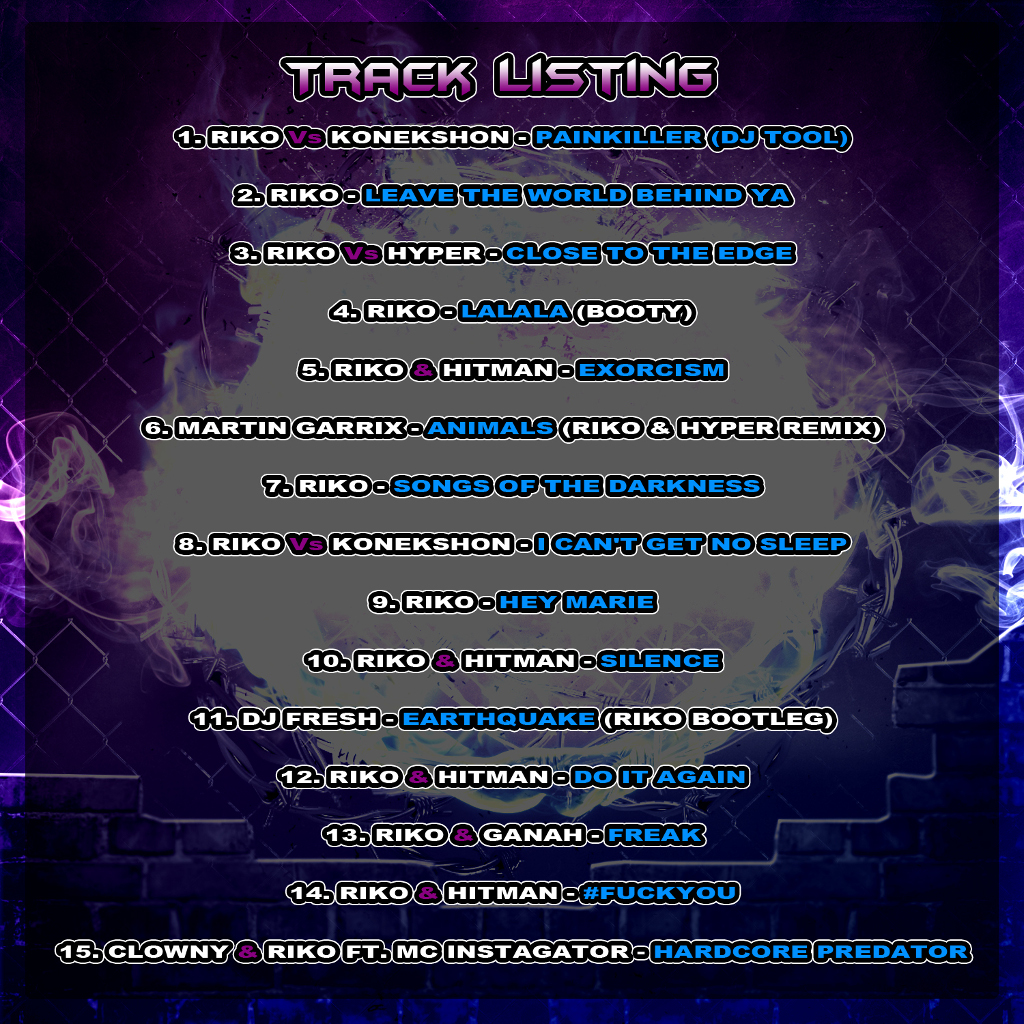 TRACK LISTING
1. RIKO Vs KONEKSHON - PAINKILLER (DJ TOOL)
2. RIKO - LEAVE THE WORLD BEHIND YA
3. RIKO Vs HYPER - CLOSE TO THE EDGE
4. RIKO - LALALA (BOOTY)
5. RIKO & HITMAN - EXORCISM
6. MARTIN GARRIX - ANIMALS (RIKO & HYPER REMIX)
7. RIKO - SONGS OF THE DARKNESS
8. RIKO Vs KONEKSHON - I CAN'T GET NO SLEEP
9. RIKO - HEY MARIE
10. RIKO & HITMAN - SILENCE
11. DJ FRESH - EARTHQUAKE (RIKO BOOTLEG)
12. RIKO & HITMAN - DO IT AGAIN
13. RIKO & GANAH - FREAK
14. RIKO & HITMAN - #FUCKYOU
15. CLOWNY & RIKO FT. MC INSTAGATOR - HARDCORE PREDATOR